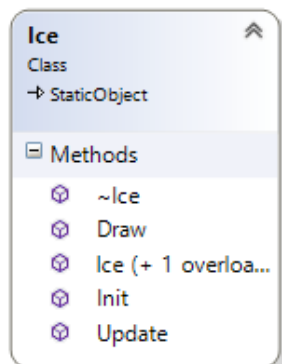 Ice
Class
StaticObject
Methods
~Ice
Draw
Ice (+ 1 overloa...
Init
Update